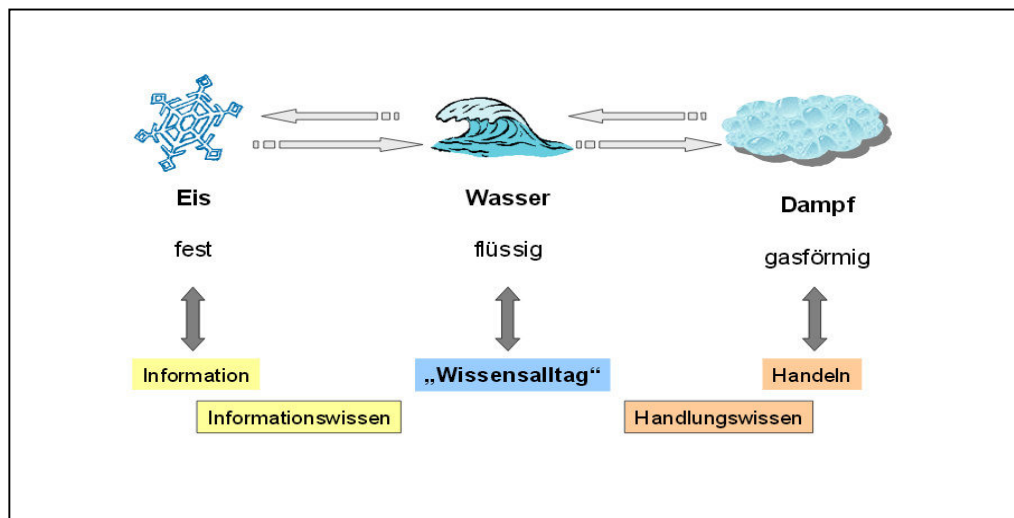 Eis
Wasser
Dampf
fest
flüssig
gasförmig
Information
„Wissensalltag“
Handeln
Informationswissen
Handlungswissen